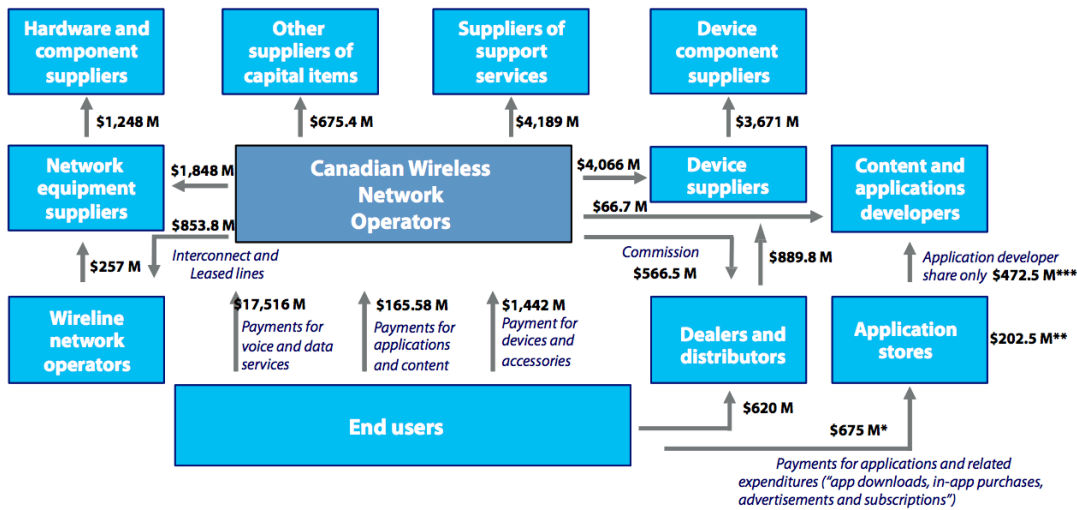 Hardware and
component
suppliers
Other
suppliers of
capital items
Suppliers of
support
services
Device
component
suppliers
$1,248 M
$675.4 M
$4,189 M
$3,671 M
Network
equipment
suppliers
$1,848 M
Canadian Wireless
Network
Operators
$4,066 M
Device
suppliers
Content and
applications
developers
$66.7 M
$853.8 M
Interconnect and
Leased lines
$257 M
Commission
$566.5 M
$889.8 M
Application developer
share only $472.5 M***
Wireline
network
operators
$17,516 M
Payments for
voice and data
services
$165.58 M
Payments for
applications
and content
$1,442 M
Payment for
devices and
accessories
Dealers and
distributors
Application
stores
$202.5 M**
End users
$620 M
$675 M*
Payments for applications and related
expenditures (“app downloads, in-app purchases,
advertisements and subscriptions”)